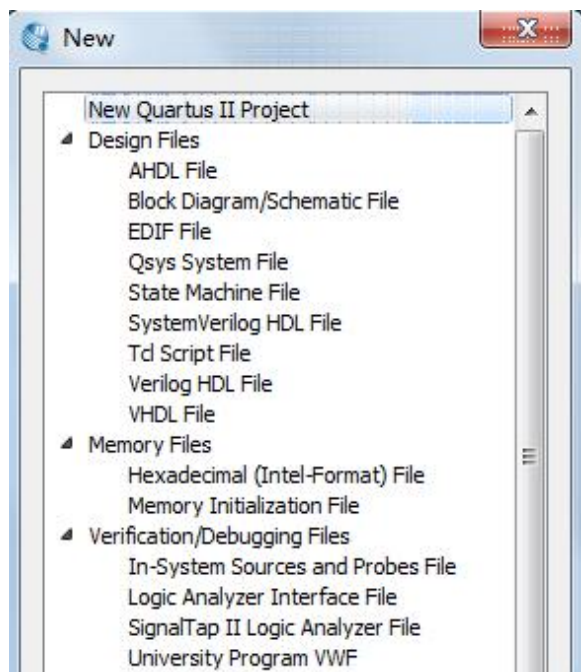 New
New Quartus II Project
Design Files
AHDL File
Block Diagram/Schematic File
EDIF File
Qsys System File
State Machine File
SystemVerilog HDL File
Tcl Script File
Verilog HDL File
VHDL File
Memory Files
Hexadecimal (Intel-Format) File
Memory Initialization File
Verification/Debugging Files
In-System Sources and Probes File
Logic Analyzer Interface File
SignalTap II Logic Analyzer File
University Program VWF